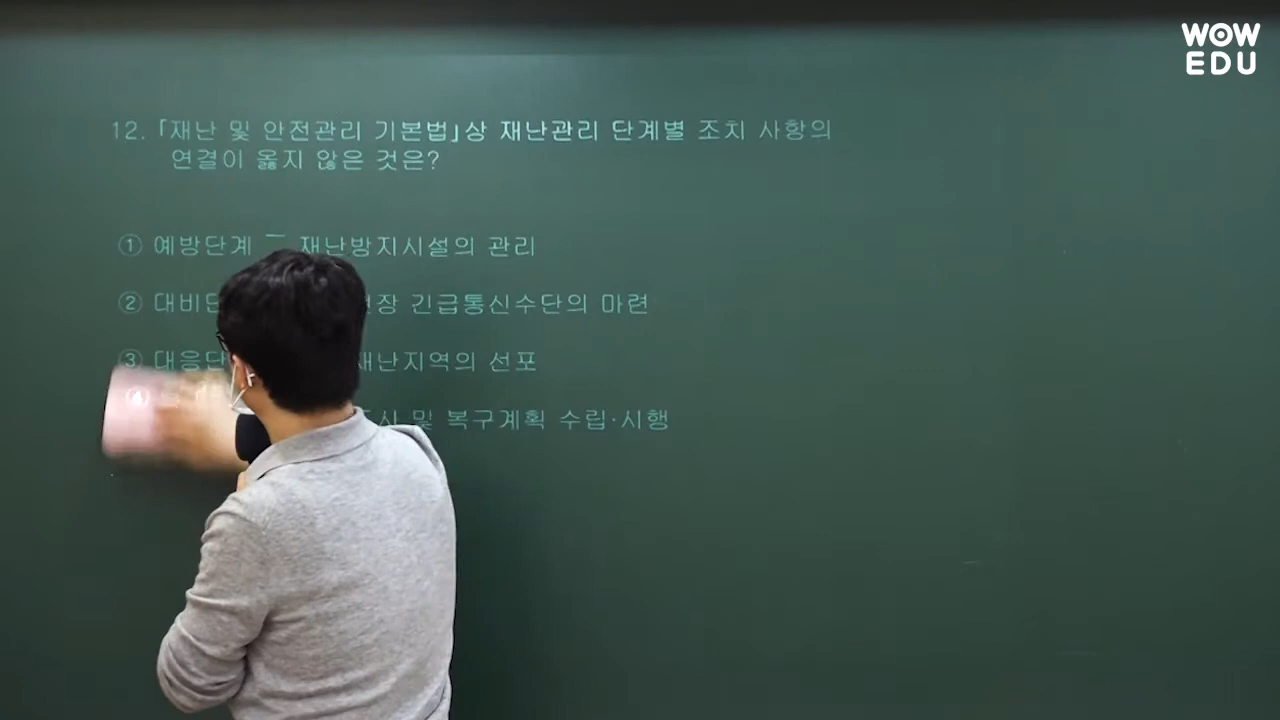 WOW
EDU
12. 「재난 및 안전관리 기본법」상 재난관리 단계별 조치 사항의
연결이 옳지 않은 것은?
① 예방단계 － 재난방지시설의 관리
② 대비단 장 긴급통신수단의 마련
③ 대응단 재난지역의 선포
및 복구계획 수립·시행